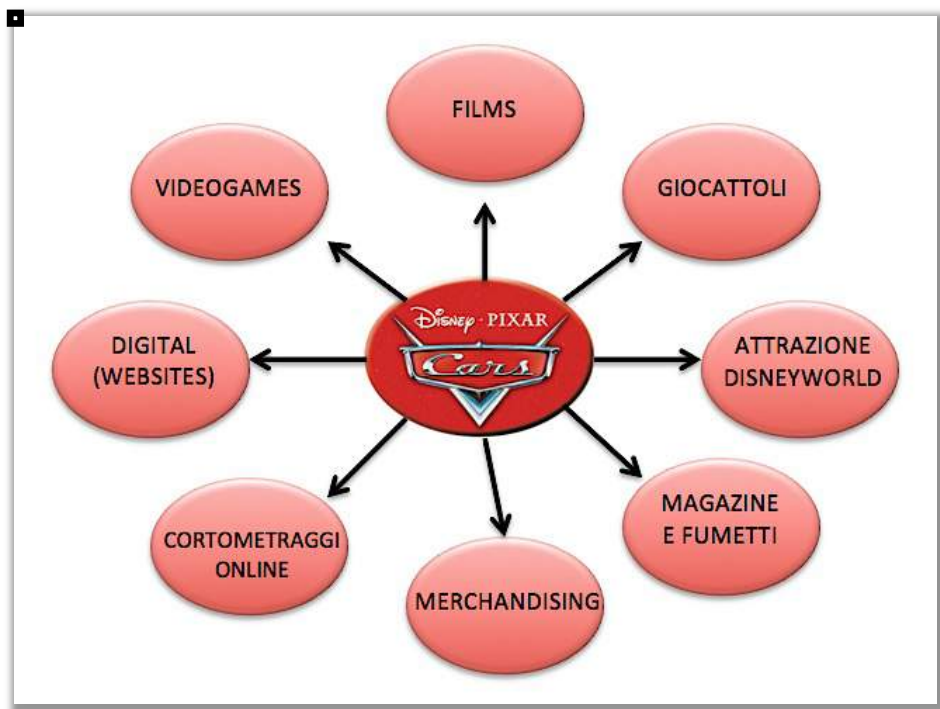 FILMS
VIDEOGAMES
GIOCATTOLI
DISNEY · PIXAR
Cars
DIGITAL
(WEBSITES)
ATTRAZIONE
DISNEYWORLD
CORTOMETRAGGI
ONLINE
MAGAZINE
E FUMETTI
MERCHANDISING